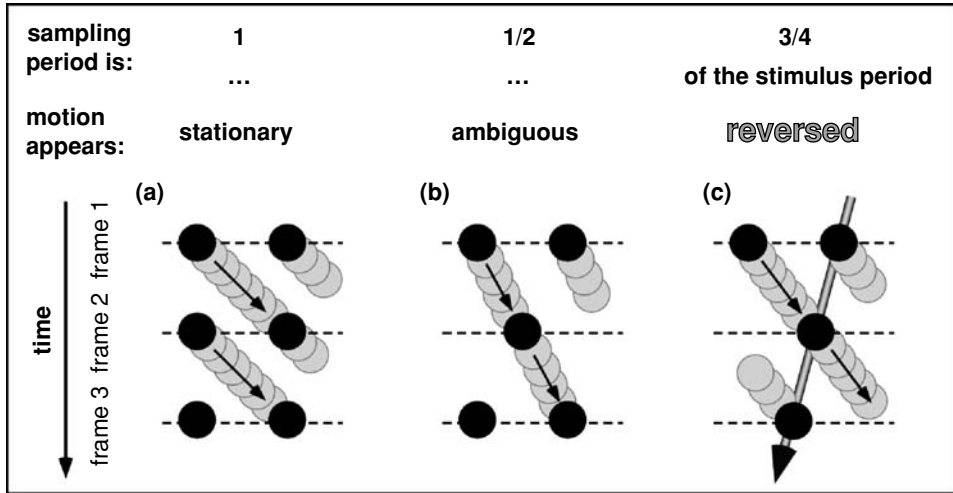 sampling
period is:
1
1/2
3/4
...
...
of the stimulus period
motion
appears:
stationary
ambiguous
reversed
(a)
(b)
(c)
time
frame 1
frame 2
frame 3